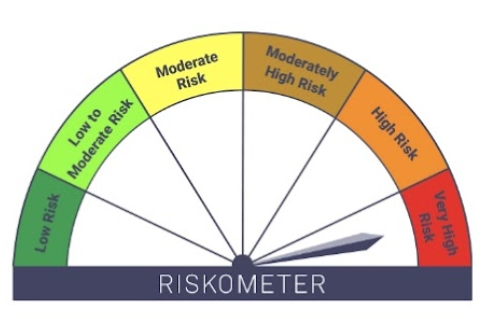 Low Risk
Low to
Moderate Risk
Moderate
Risk
Moderately
High Risk
High Risk
Very High
Risk
RISKOMETER